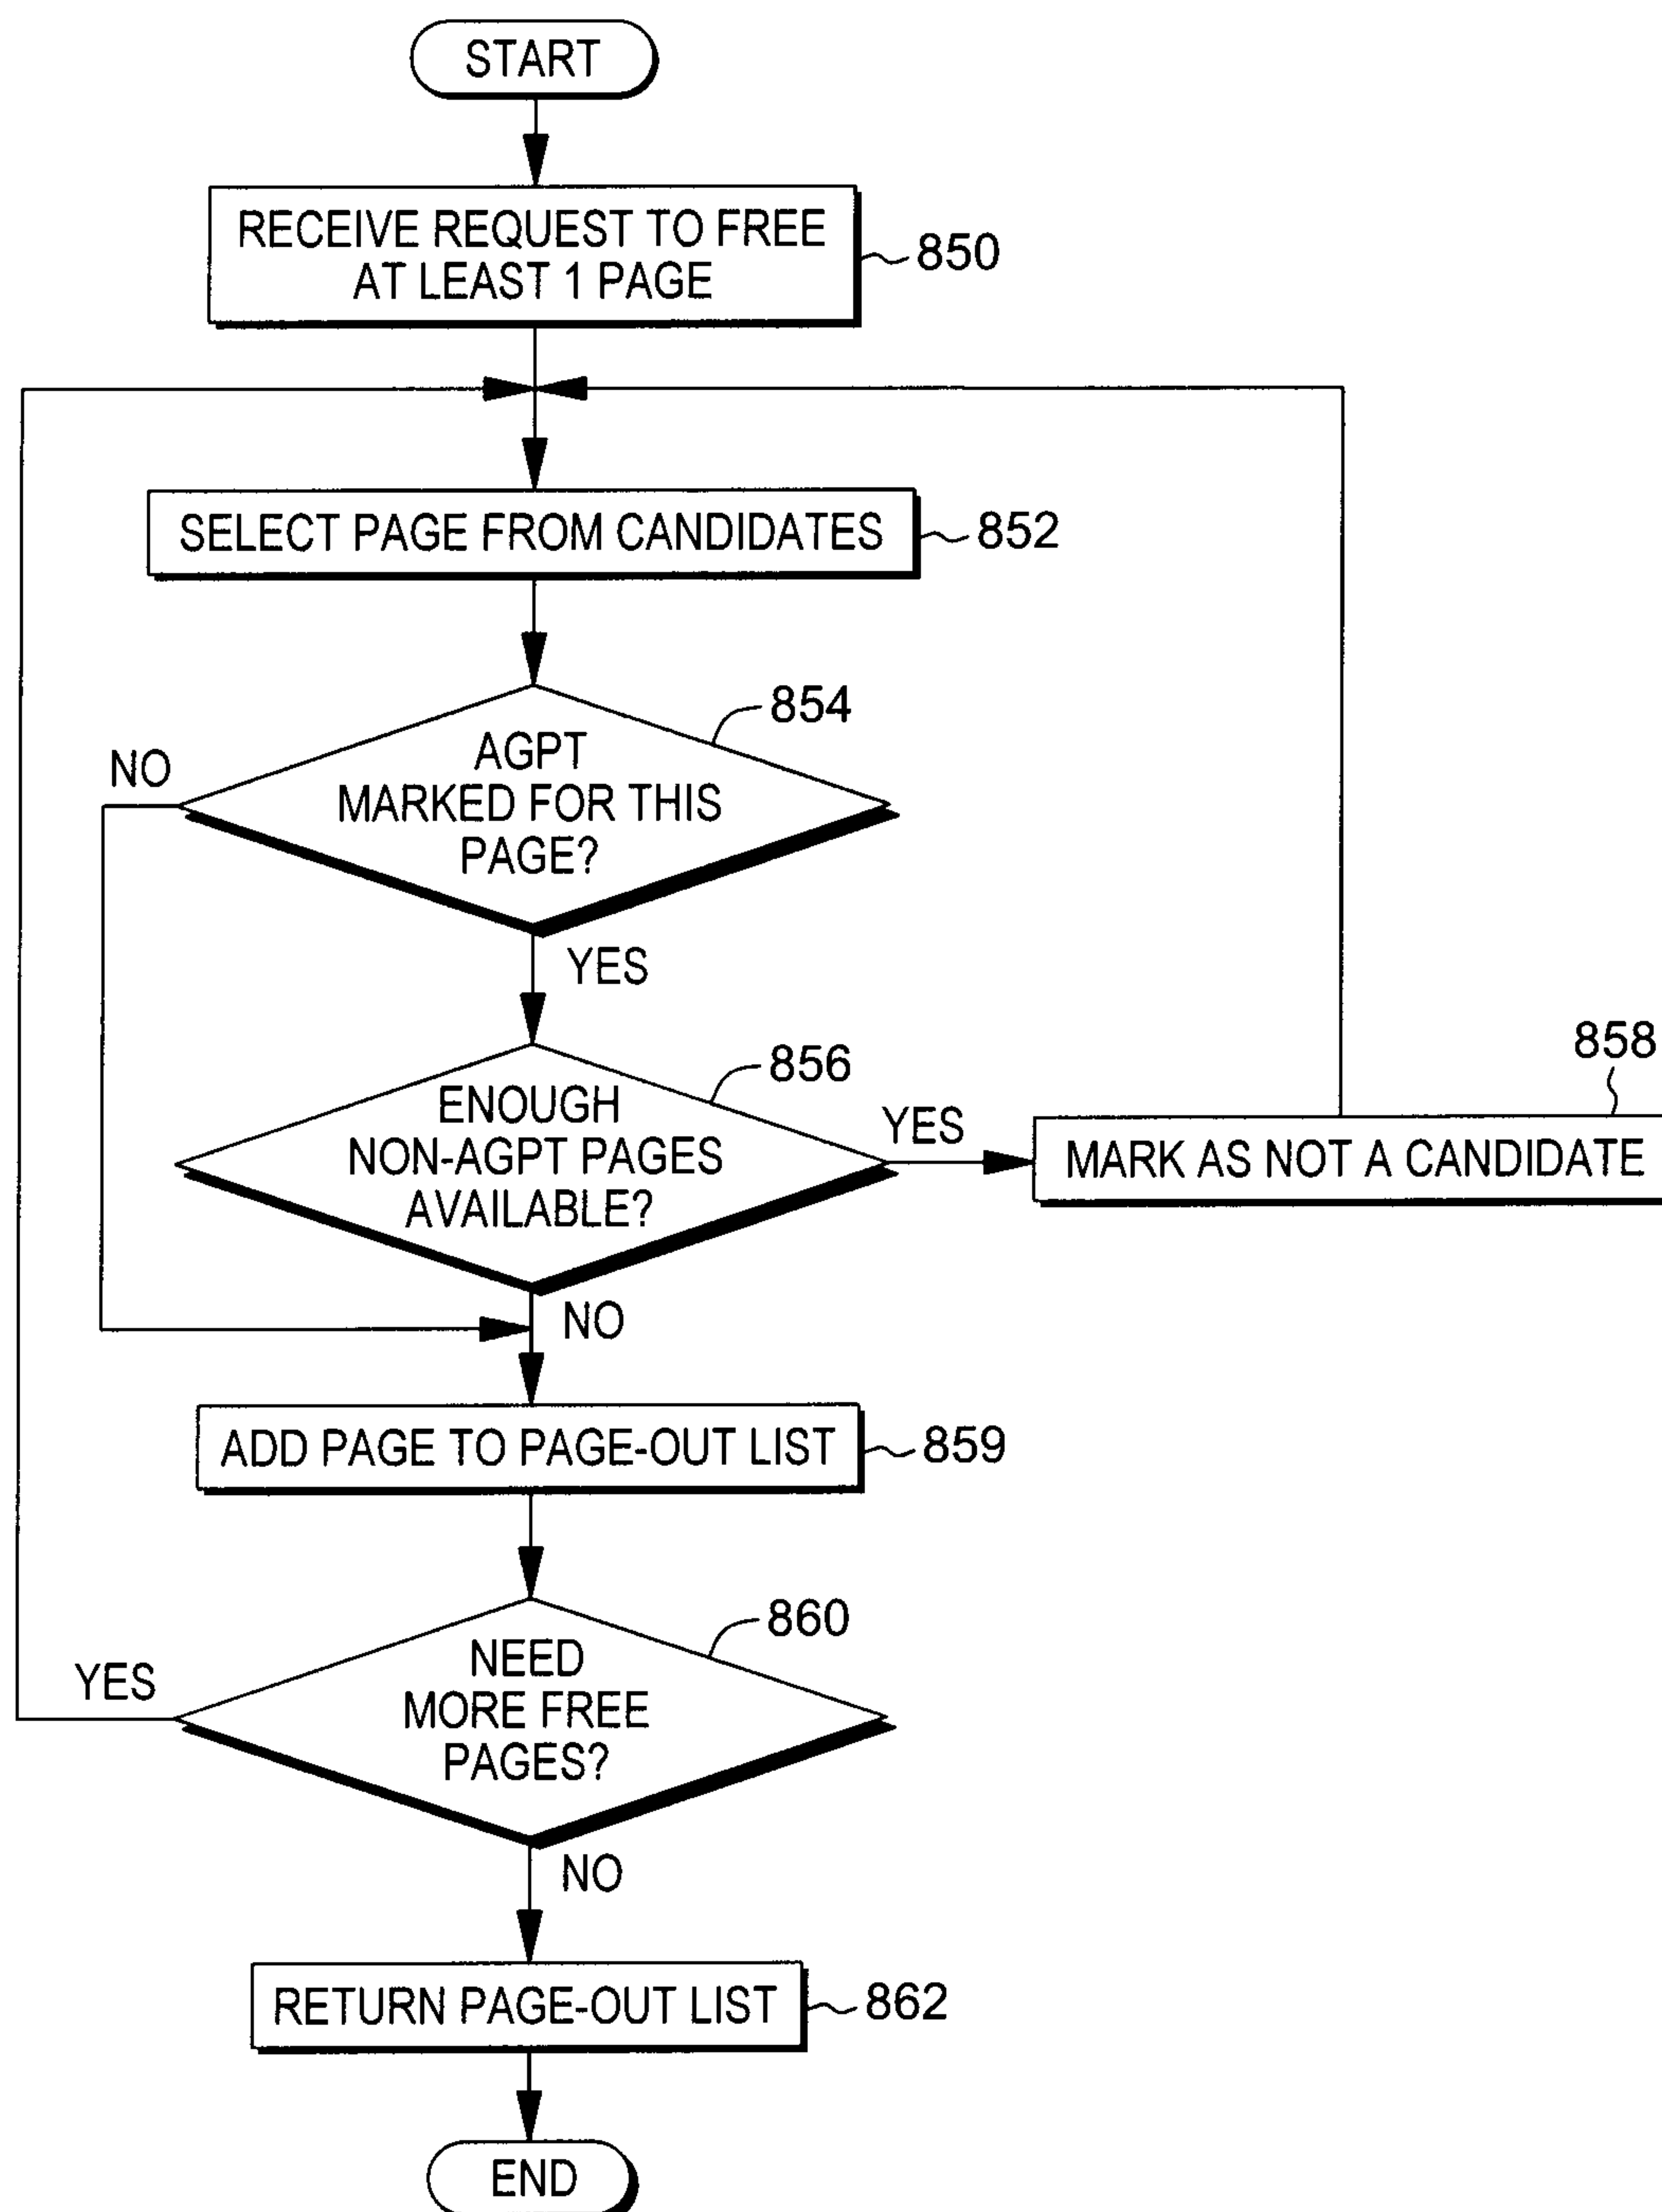 START
RECEIVE REQUEST TO FREE
AT LEAST 1 PAGE
850
SELECT PAGE FROM CANDIDATES
852
854
AGPT
MARKED FOR THIS
PAGE?
NO
YES
856
ENOUGH
NON-AGPT PAGES
AVAILABLE?
YES
858
MARK AS NOT A CANDIDATE
NO
ADD PAGE TO PAGE-OUT LIST
859
860
NEED
MORE FREE
PAGES?
YES
NO
RETURN PAGE-OUT LIST
862
END